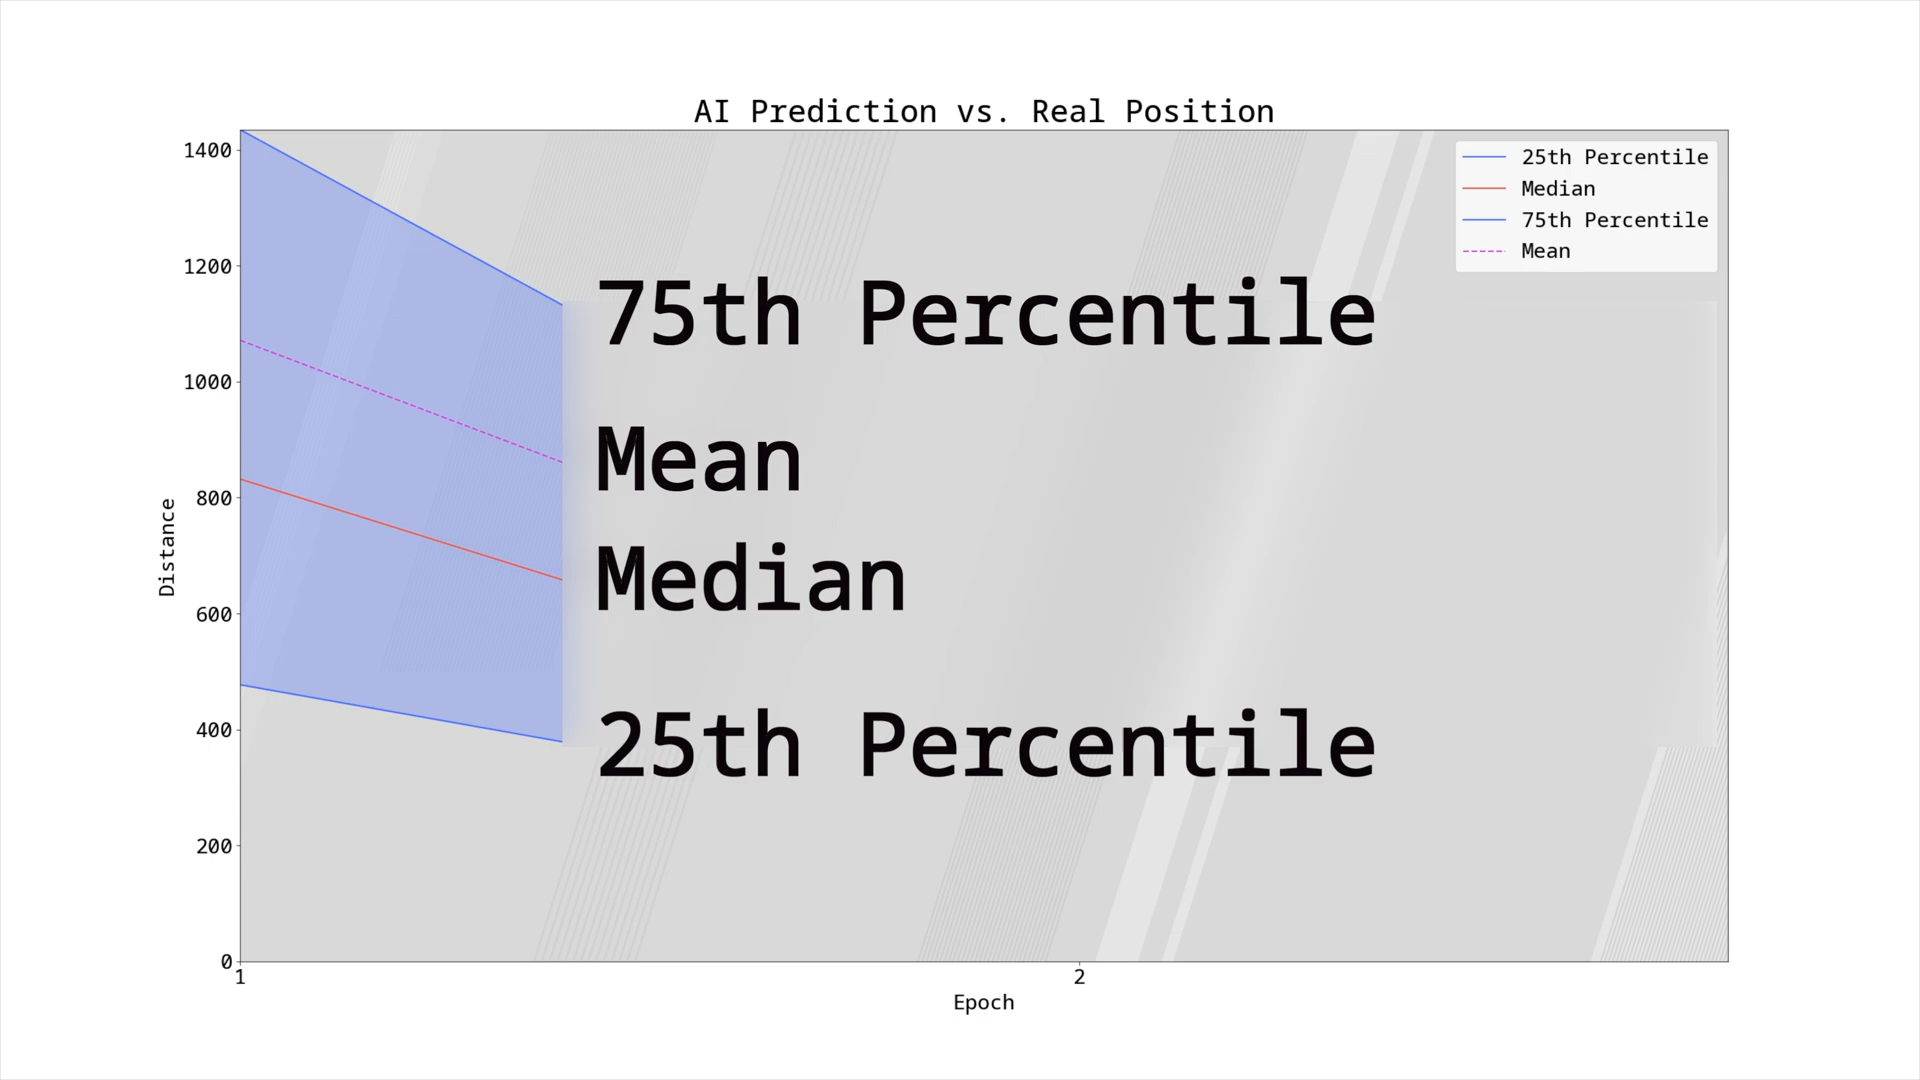 AI Prediction vs. Real Position
1400
1200
1000
800
600
400
200
0
Distance
1
2
Epoch
25th Percentile
Median
75th Percentile
Mean
75th Percentile
Mean
Median
25th Percentile